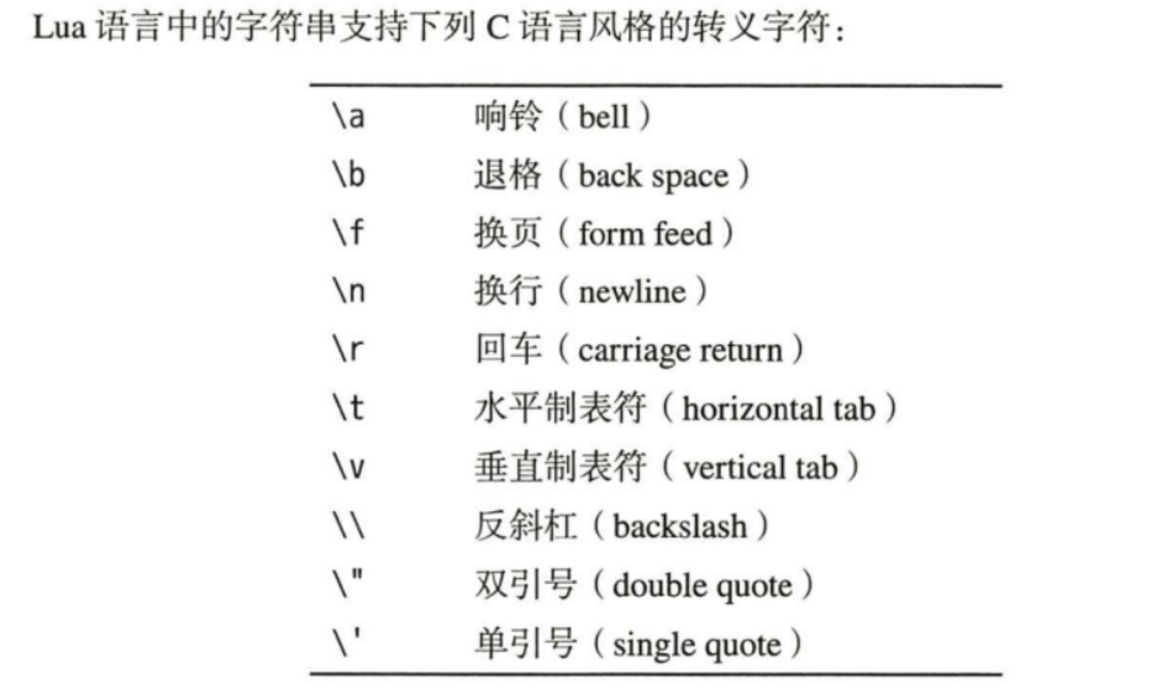 Lua 语言中的字符串支持下列 C 语言风格的转义字符：
\a 响铃（bell）
\b 退格（back space）
\f 换页（form feed）
\n 换行（newline）
\r 回车（carriage return）
\t 水平制表符（horizontal tab）
\v 垂直制表符（vertical tab）
\\ 反斜杠（backslash）
\" 双引号（double quote）
\' 单引号（single quote）